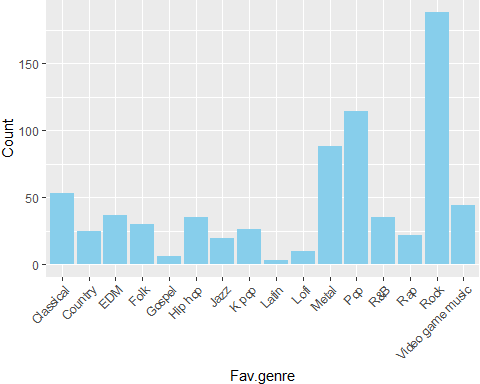 150
100
50
0
Count
Classical
Country
EDM
Folk
Gospel
Hip hop
Jazz
K pop
Latin
Lofi
Metal
Pop
R&B
Rap
Rock
Video game music
Fav.genre